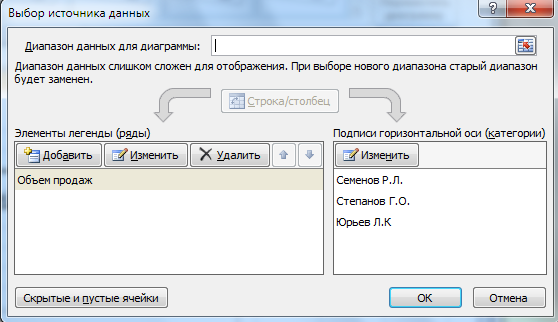 Выбор источника данных
Диапазон данных для диаграммы:
Диапазон данных слишком сложен для отображения. При выборе нового диапазона старый диапазон
будет заменен.
Строка/столбец
Элементы легенды (ряды)
Добавить Изменить Удалить
Объем продаж
Подписи горизонтальной оси (категории)
Изменить
Семенов Р.Л.
Степанов Г.О.
Юрьев Л.К
Скрытые и пустые ячейки
ОК
Отмена